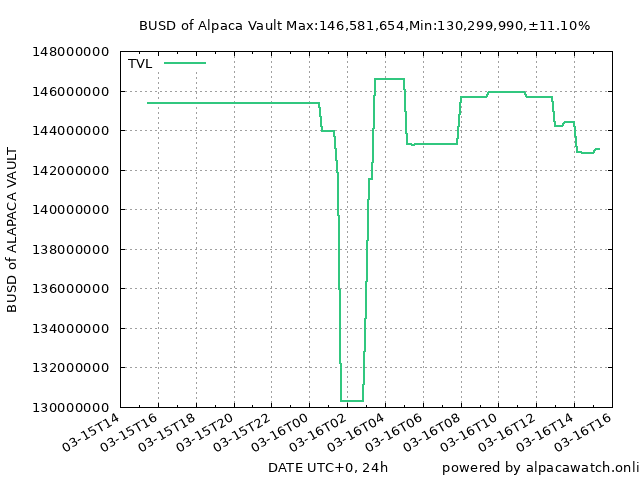 BUSD of Alpaca Vault Max:146,581,654,Min:130,299,990,±11.10%
TVL
148000000
146000000
144000000
142000000
140000000
138000000
136000000
134000000
132000000
130000000
BUSD of ALAPACA VAULT
03-15T14
03-15T16
03-15T18
03-15T20
03-15T22
03-16T00
03-16T02
03-16T04
03-16T06
03-16T08
03-16T10
03-16T12
03-16T14
03-16T16
DATE UTC+0, 24h
powered by alpacawatch.onli